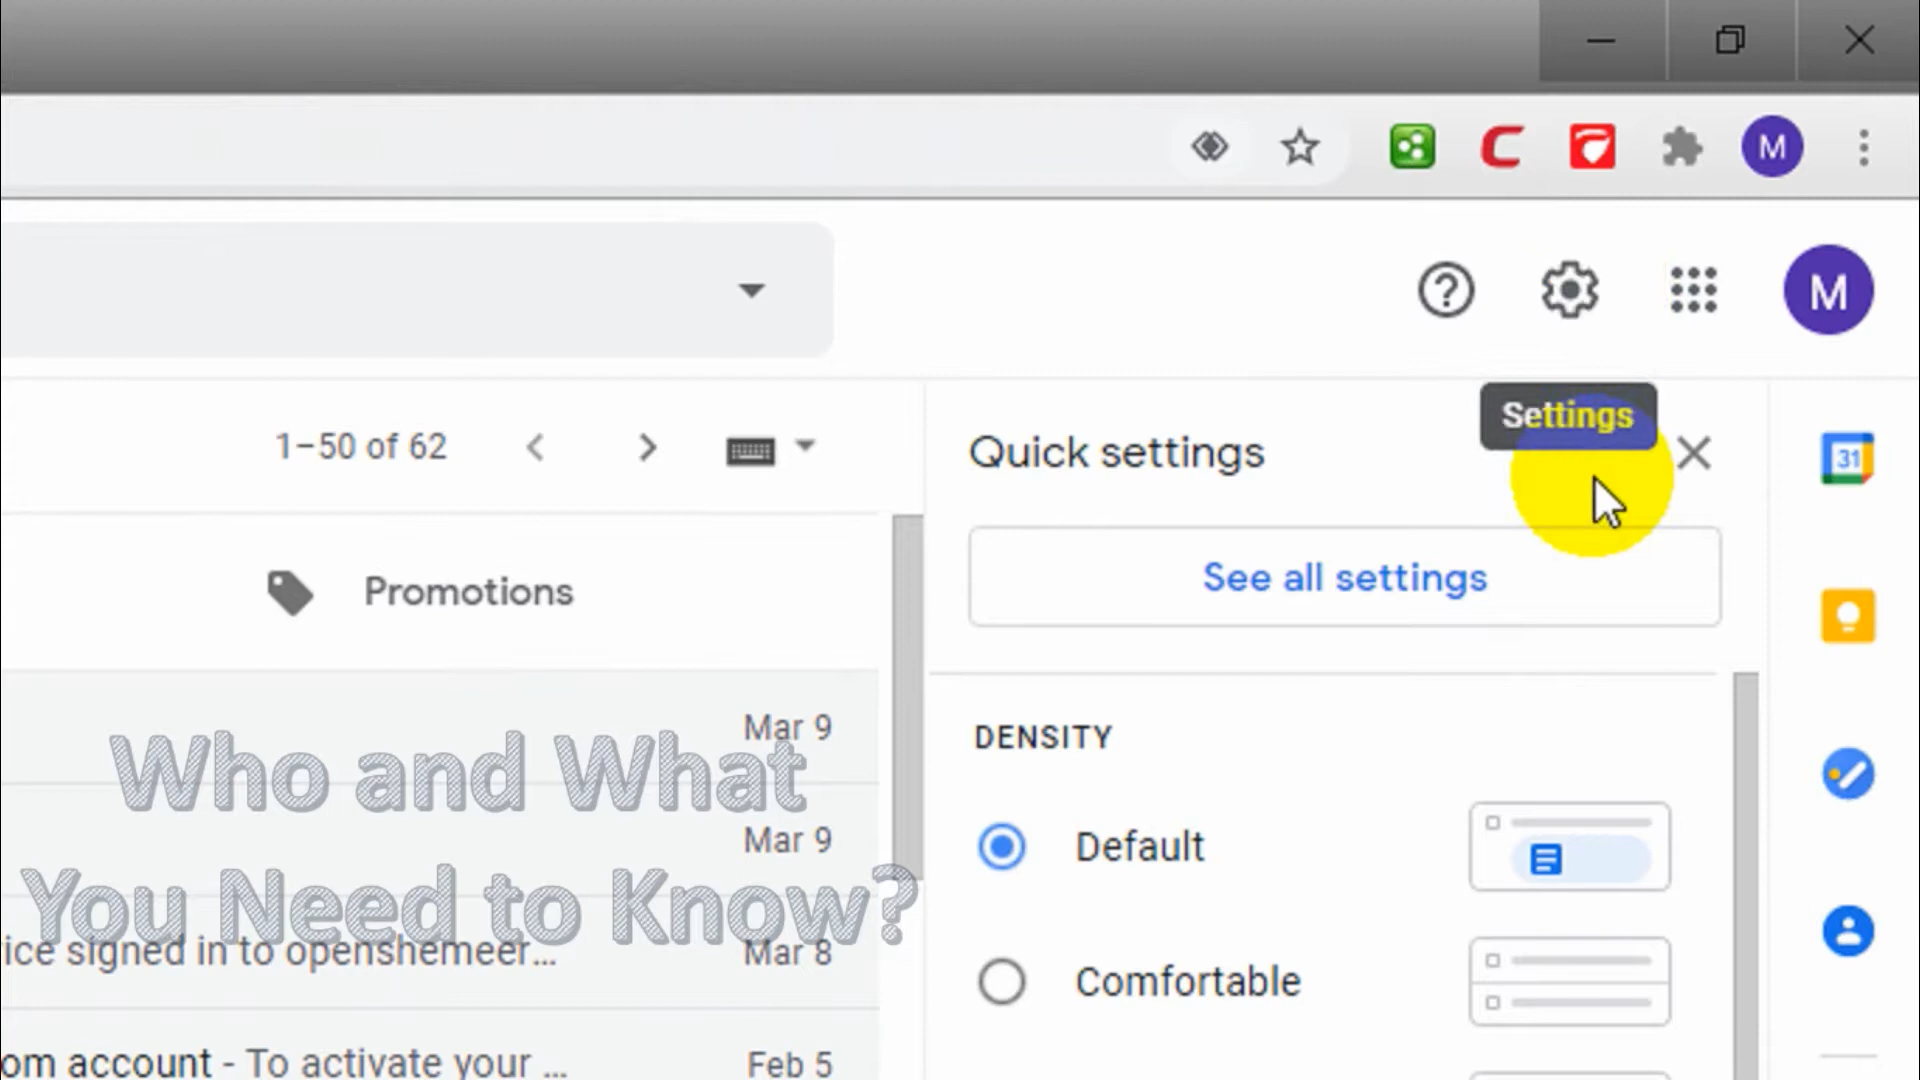 M
M
Settings
1–50 of 62
Quick settings
31
See all settings
Promotions
DENSITY
Mar 9
Who and What
Default
Mar 9
You Need to Know?
ice signed in to openshemeer...
Mar 8
Comfortable
om account - To activate your ...
Feb 5